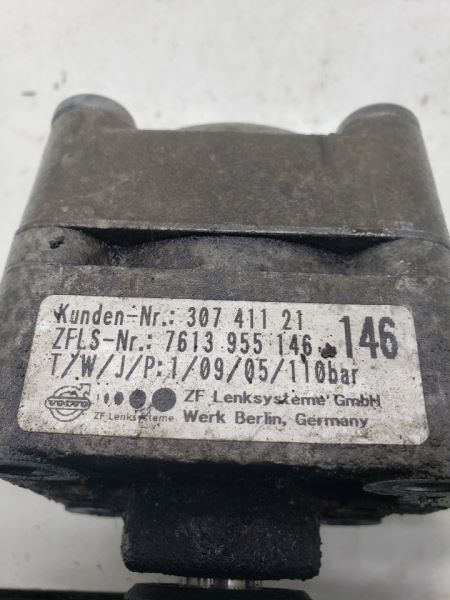 Kunden-Nr.: 307 411 21
ZFLS-Nr.: 7613 955 146 146
T/W/J/P: 1/09/05/110bar
VOLVO ZF Lenksysteme ZF Lenksysteme GmbH
Werk Berlin, Germany